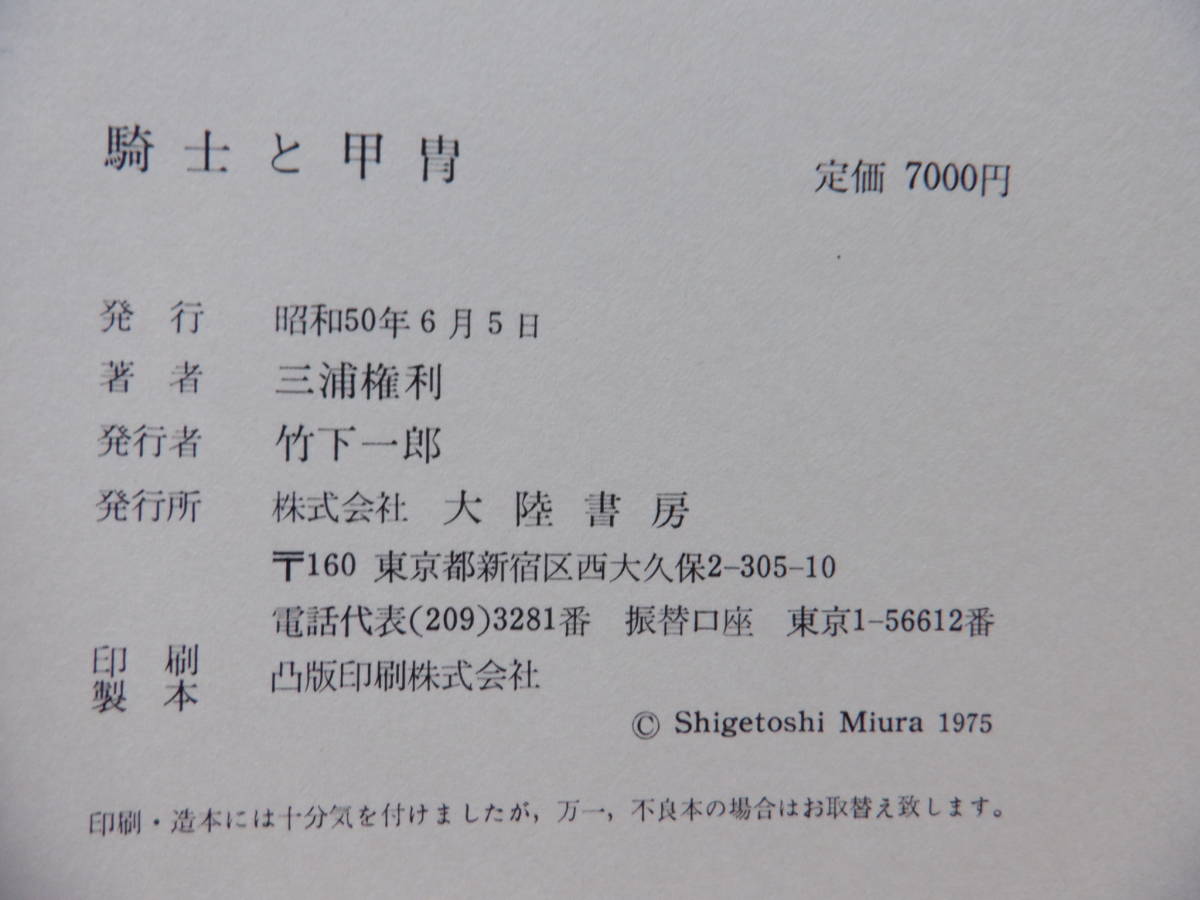 騎士と甲冑
定価 7000円
発行 昭和50年6月5日
著者 三浦権利
発行者 竹下一郎
発行所 株式会社 大陸書房
〒160 東京都新宿区西大久保2-305-10
電話代表(209)3281番 振替口座 東京1-56612番
印刷
製本 凸版印刷株式会社
© Shigetoshi Miura 1975
印刷・造本には十分気を付けましたが, 万一, 不良本の場合はお取替え致します。